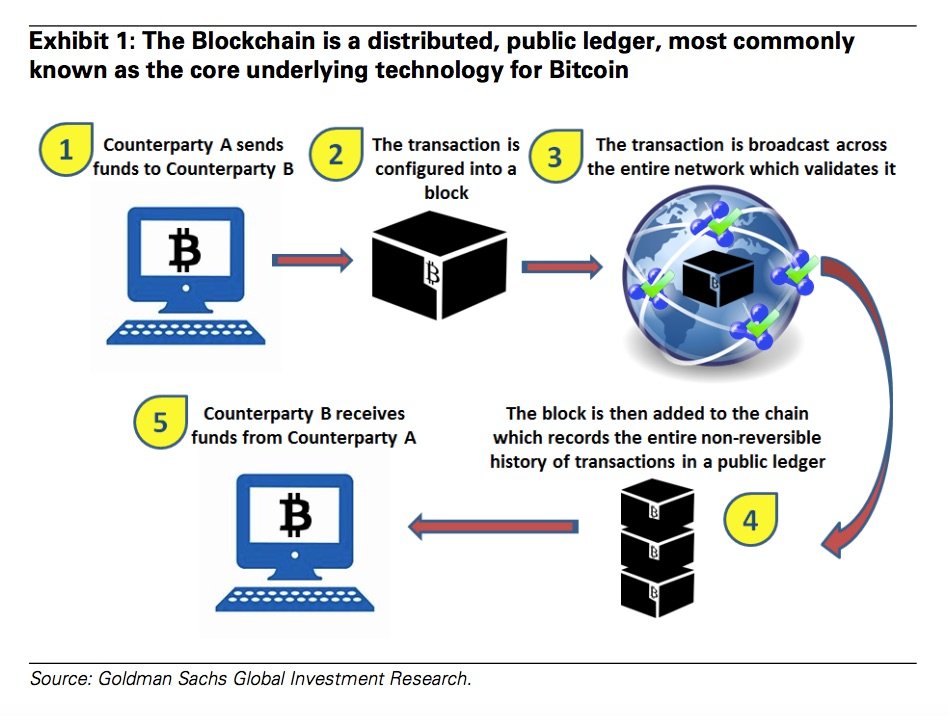 Exhibit 1: The Blockchain is a distributed, public ledger, most commonly
known as the core underlying technology for Bitcoin
1
Counterparty A sends
funds to Counterparty B
2
The transaction is
configured into a
block
3
The transaction is broadcast across
the entire network which validates it
5
Counterparty B receives
funds from Counterparty A
The block is then added to the chain
which records the entire non-reversible
history of transactions in a public ledger
4
Source: Goldman Sachs Global Investment Research.